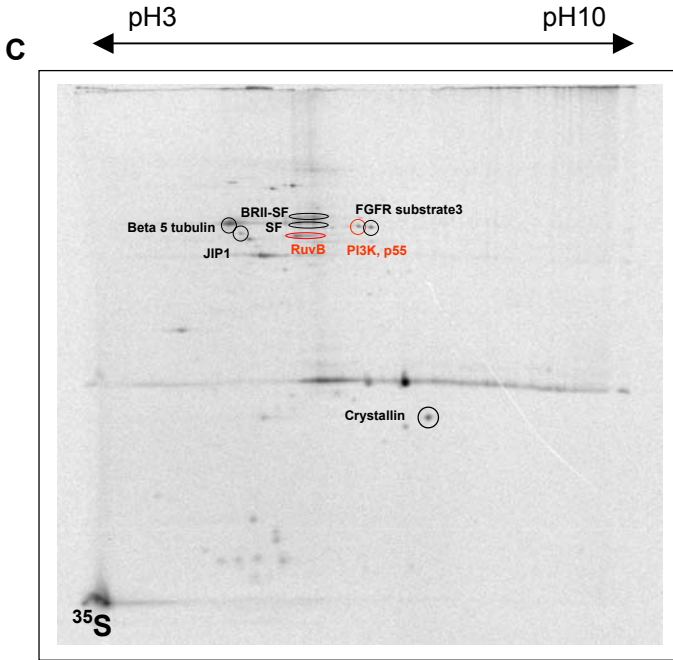 pH3 pH10
C
BRII-SF FGFR substrate3
Beta 5 tubulin SF
JIP1 RuvB PI3K, p55
Crystallin
35S